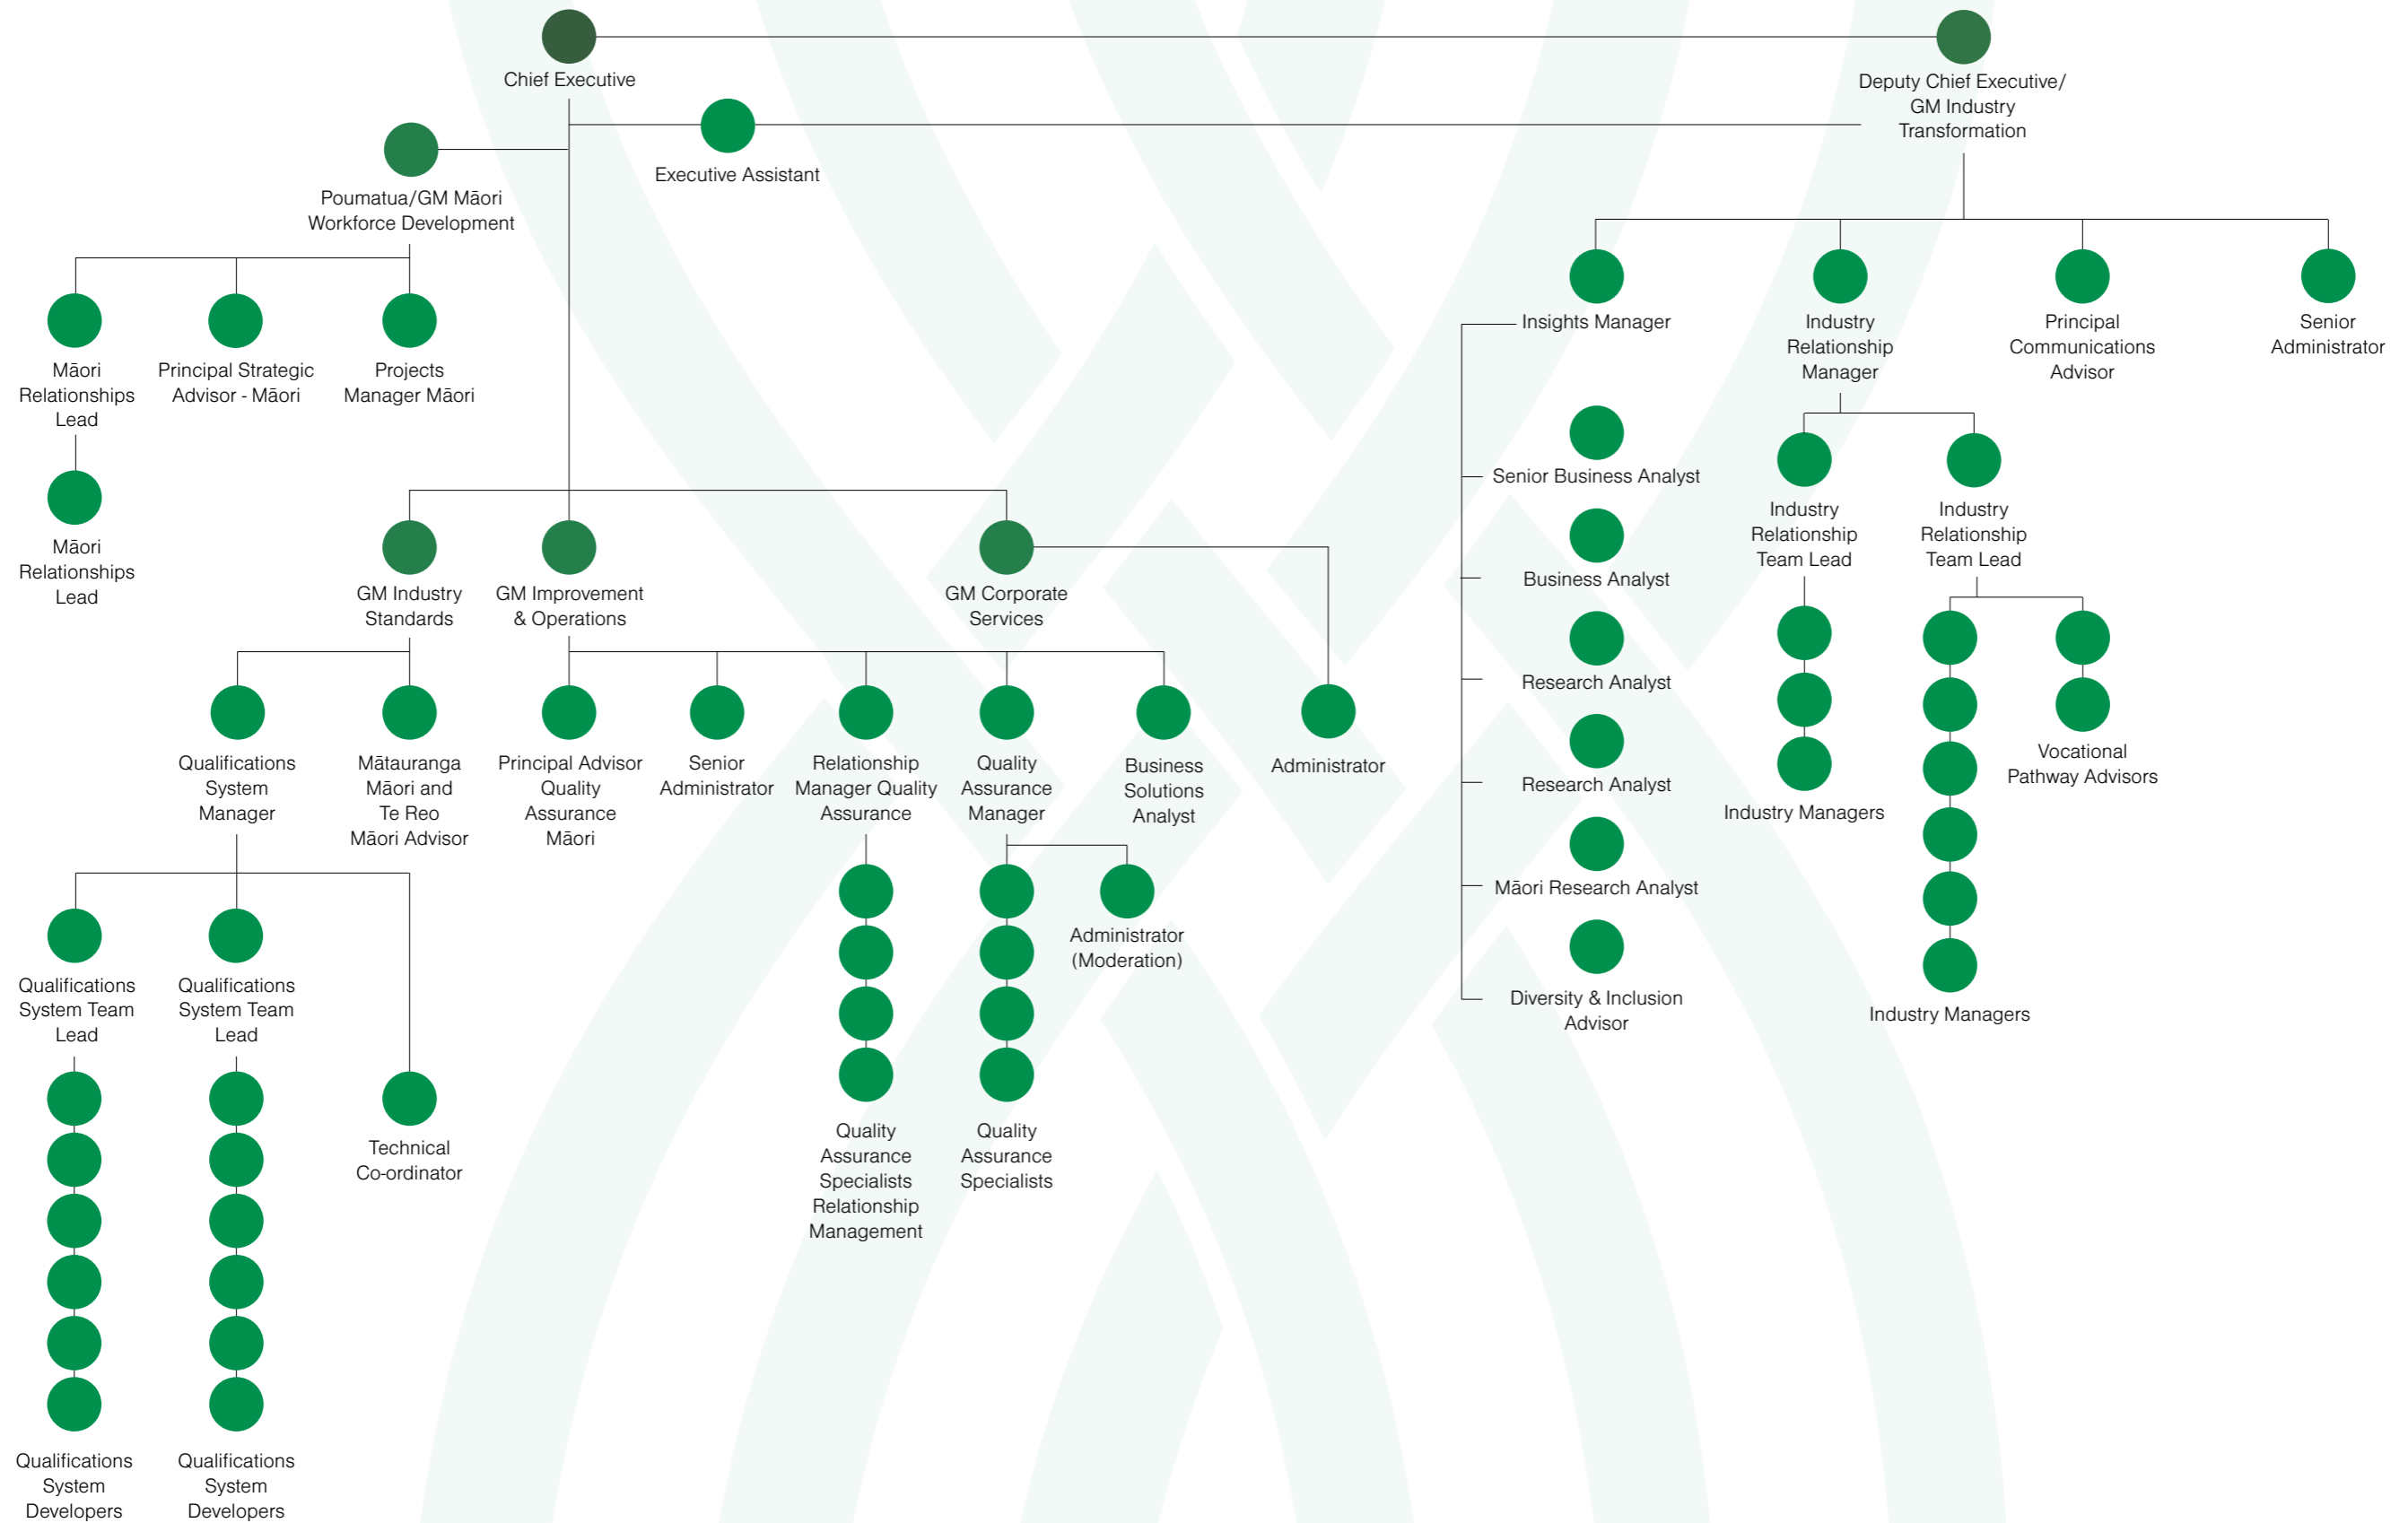 Chief Executive
Deputy Chief Executive/
GM Industry
Transformation
Executive Assistant
Poumatua/GM Māori
Workforce Development
Māori
Relationships
Lead
Principal Strategic
Advisor - Māori
Projects
Manager Māori
Māori
Relationships
Lead
Insights Manager
Industry
Relationship
Manager
Principal
Communications
Advisor
Senior
Administrator
Senior Business Analyst
Business Analyst
Research Analyst
Research Analyst
Māori Research Analyst
Diversity & Inclusion
Advisor
Industry
Relationship
Team Lead
Industry
Relationship
Team Lead
Industry Managers
Vocational
Pathway Advisors
Industry Managers
GM Industry
Standards
GM Improvement
& Operations
GM Corporate
Services
Qualifications
System
Manager
Mātauranga
Māori and
Te Reo
Māori Advisor
Principal Advisor
Quality
Assurance
Māori
Senior
Administrator
Relationship
Manager Quality
Assurance
Quality
Assurance
Manager
Business
Solutions
Analyst
Administrator
Administrator
(Moderation)
Qualifications
System Team
Lead
Qualifications
System Team
Lead
Technical
Co-ordinator
Quality
Assurance
Specialists
Relationship
Management
Quality
Assurance
Specialists
Qualifications
System
Developers
Qualifications
System
Developers